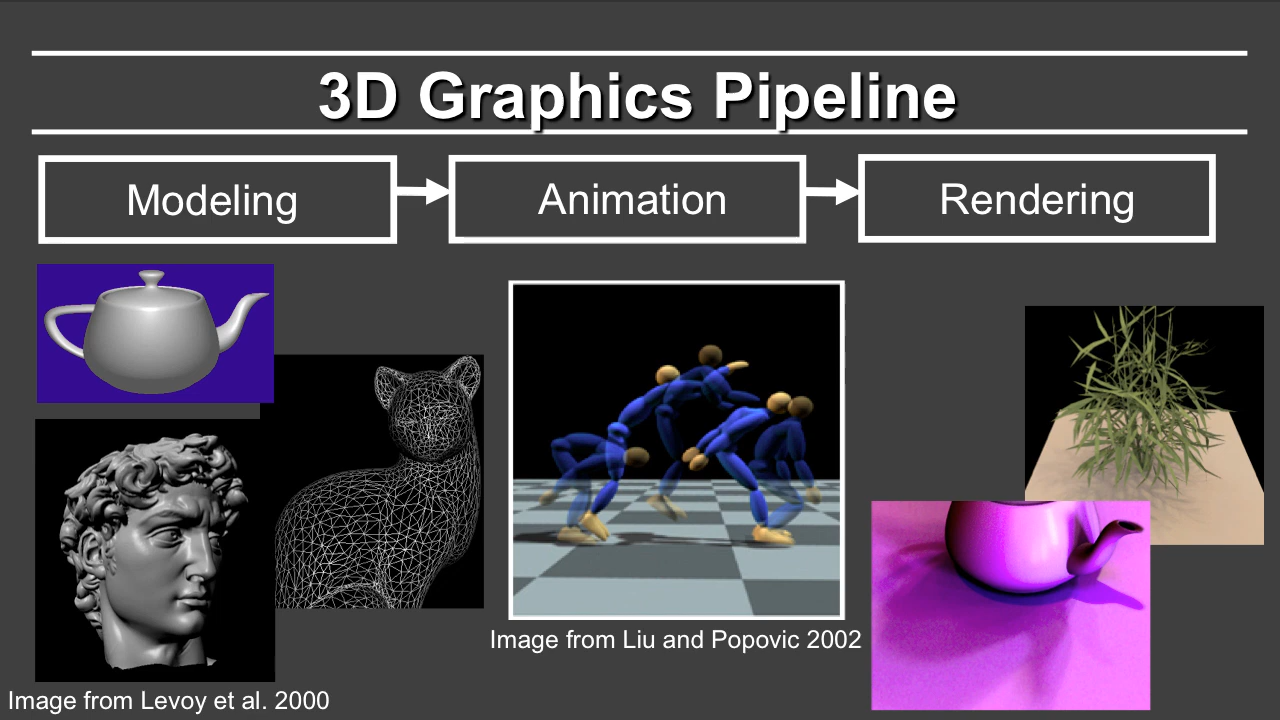 3D Graphics Pipeline
Modeling
Animation
Rendering
Image from Liu and Popovic 2002
Image from Levoy et al. 2000